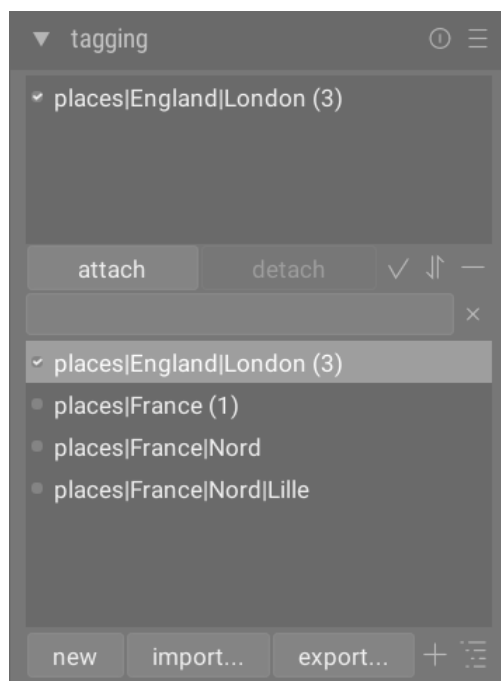 tagging
places|England|London (3)
attach detach
places|England|London (3)
places|France (1)
places|France|Nord
places|France|Nord|Lille
new import... export...